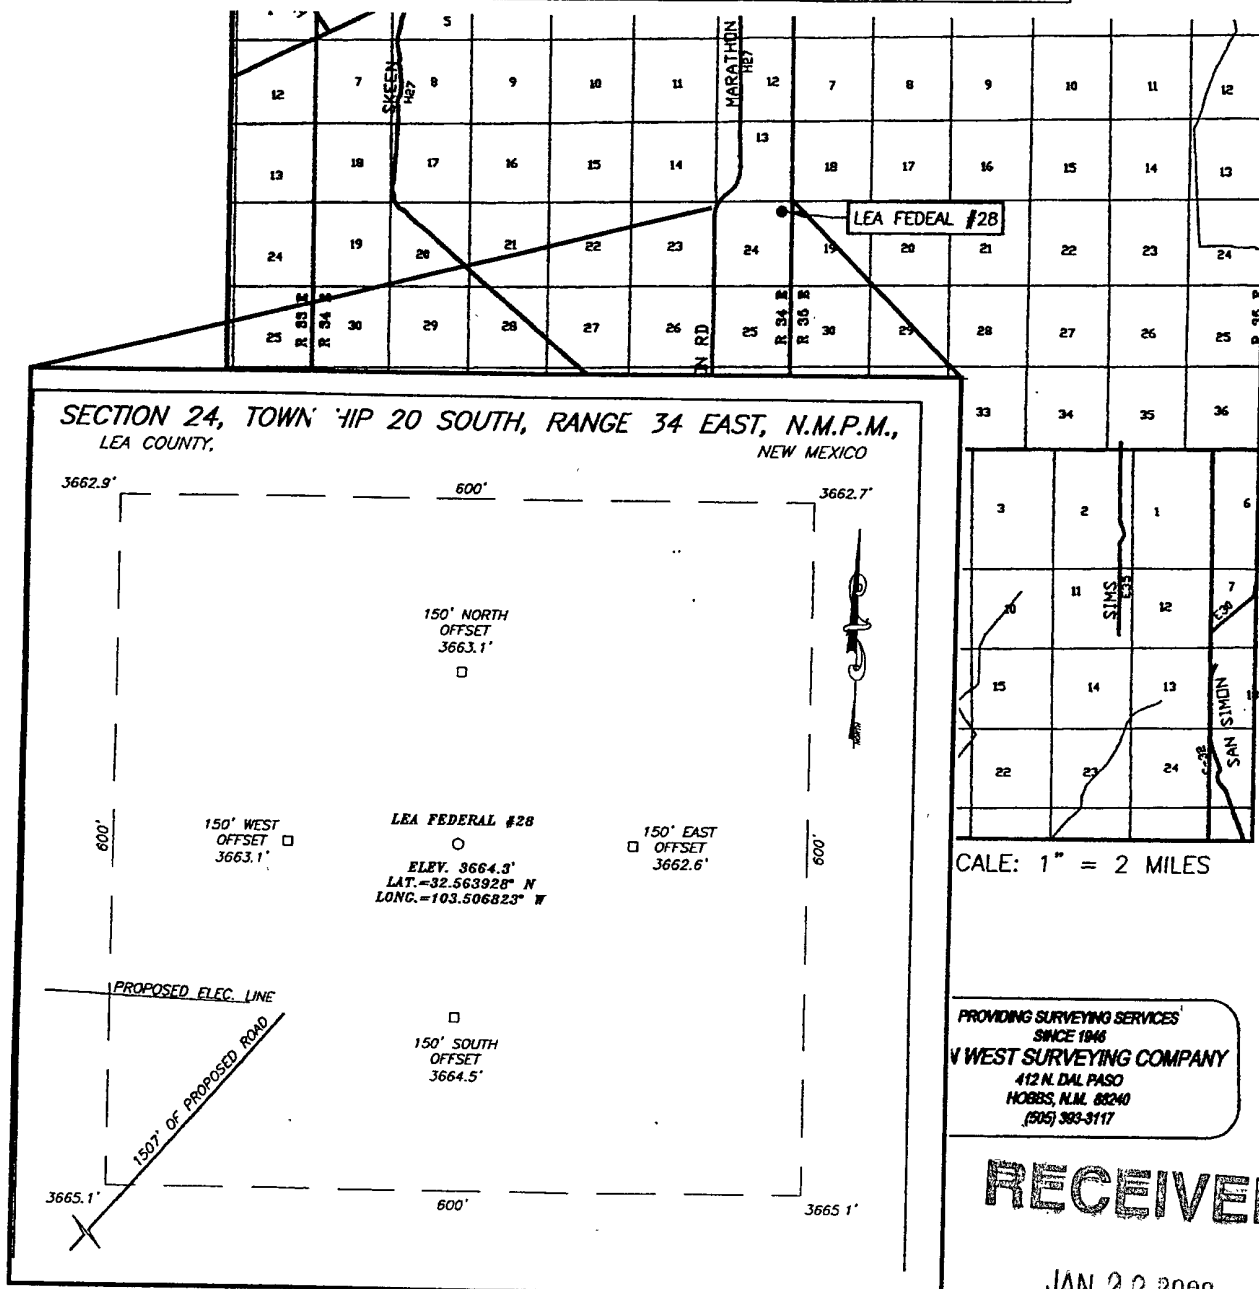 5
12 7 8 9 10 11 12 7 8 9 10 11 12
SKEEN
H27
MARATHON
H27
13 18 17 16 15 14 13 18 17 16 15 14 13
LEA FEDEAL #28
24 19 20 21 22 23 24 19 20 21 22 23 24
25 30 29 28 27 26 25 30 29 28 27 26 25
R 33 E
R 34 E
R 34 E
R 35 E
RD
33 34 35 36
3 2 1 6
10 11 12 7
SIMS
E35
E30
15 14 13
22 23 24
SAN SIMON
C-32
CALE: 1" = 2 MILES
SECTION 24, TOWN HIP 20 SOUTH, RANGE 34 EAST, N.M.P.M.,
LEA COUNTY,
NEW MEXICO
3662.9'
600'
3662.7'
150' NORTH
OFFSET
3663.1'
NORTH
600'
150' WEST
OFFSET
3663.1'
LEA FEDERAL #28
ELEV. 3664.3'
LAT.=32.563928° N
LONG.=103.506823° W
150' EAST
OFFSET
3662.6'
600'
PROPOSED ELEC. LINE
1507' OF PROPOSED ROAD
150' SOUTH
OFFSET
3664.5'
3665.1'
600'
3665.1'
PROVIDING SURVEYING SERVICES
SINCE 1946
WEST SURVEYING COMPANY
412 N. DAL PASO
HOBBS, N.M. 88240
(505) 393-3117
RECEIVE
JAN